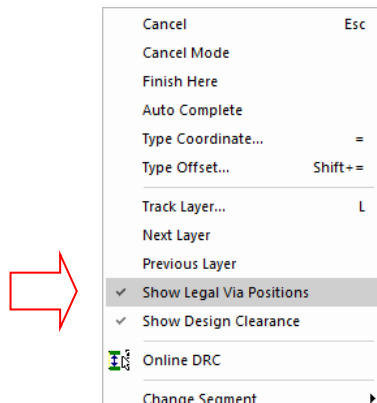 Cancel Esc
Cancel Mode
Finish Here
Auto Complete
Type Coordinate... =
Type Offset... Shift+=
Track Layer... L
Next Layer
Previous Layer
Show Legal Via Positions
Show Design Clearance
Online DRC
Change Segment